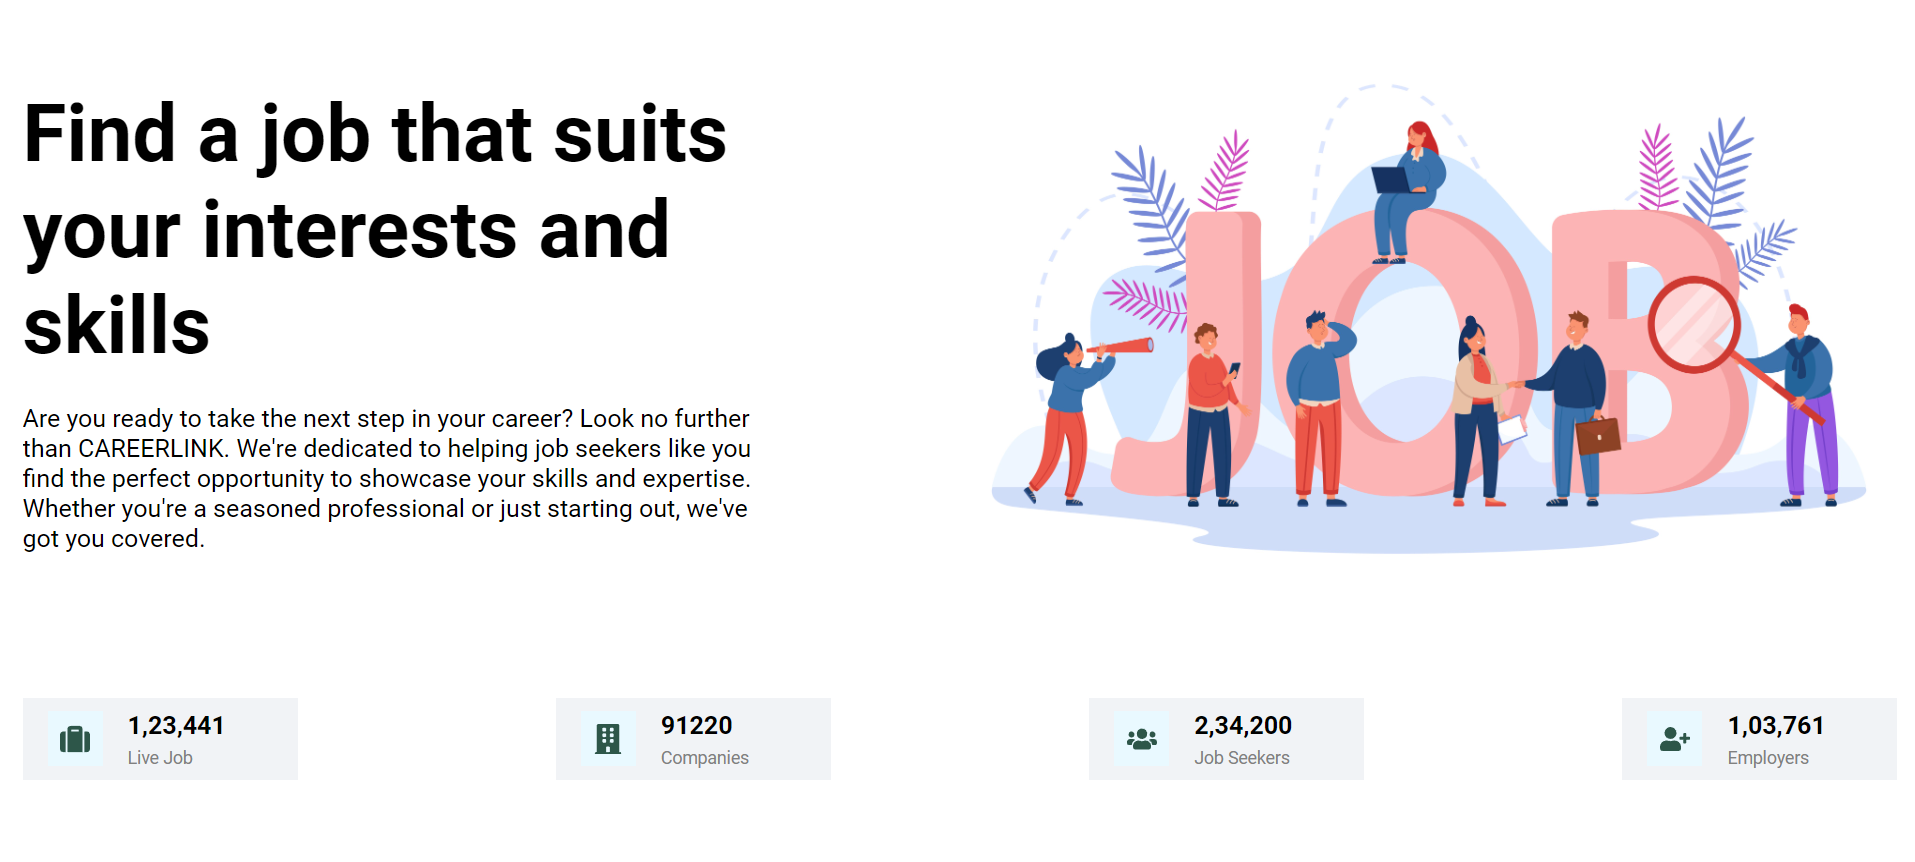 Find a job that suits
your interests and
skills
Are you ready to take the next step in your career? Look no further
than CAREERLINK. We're dedicated to helping job seekers like you
find the perfect opportunity to showcase your skills and expertise.
Whether you're a seasoned professional or just starting out, we've
got you covered.
JOB
1,23,441
Live Job
91220
Companies
2,34,200
Job Seekers
1,03,761
Employers